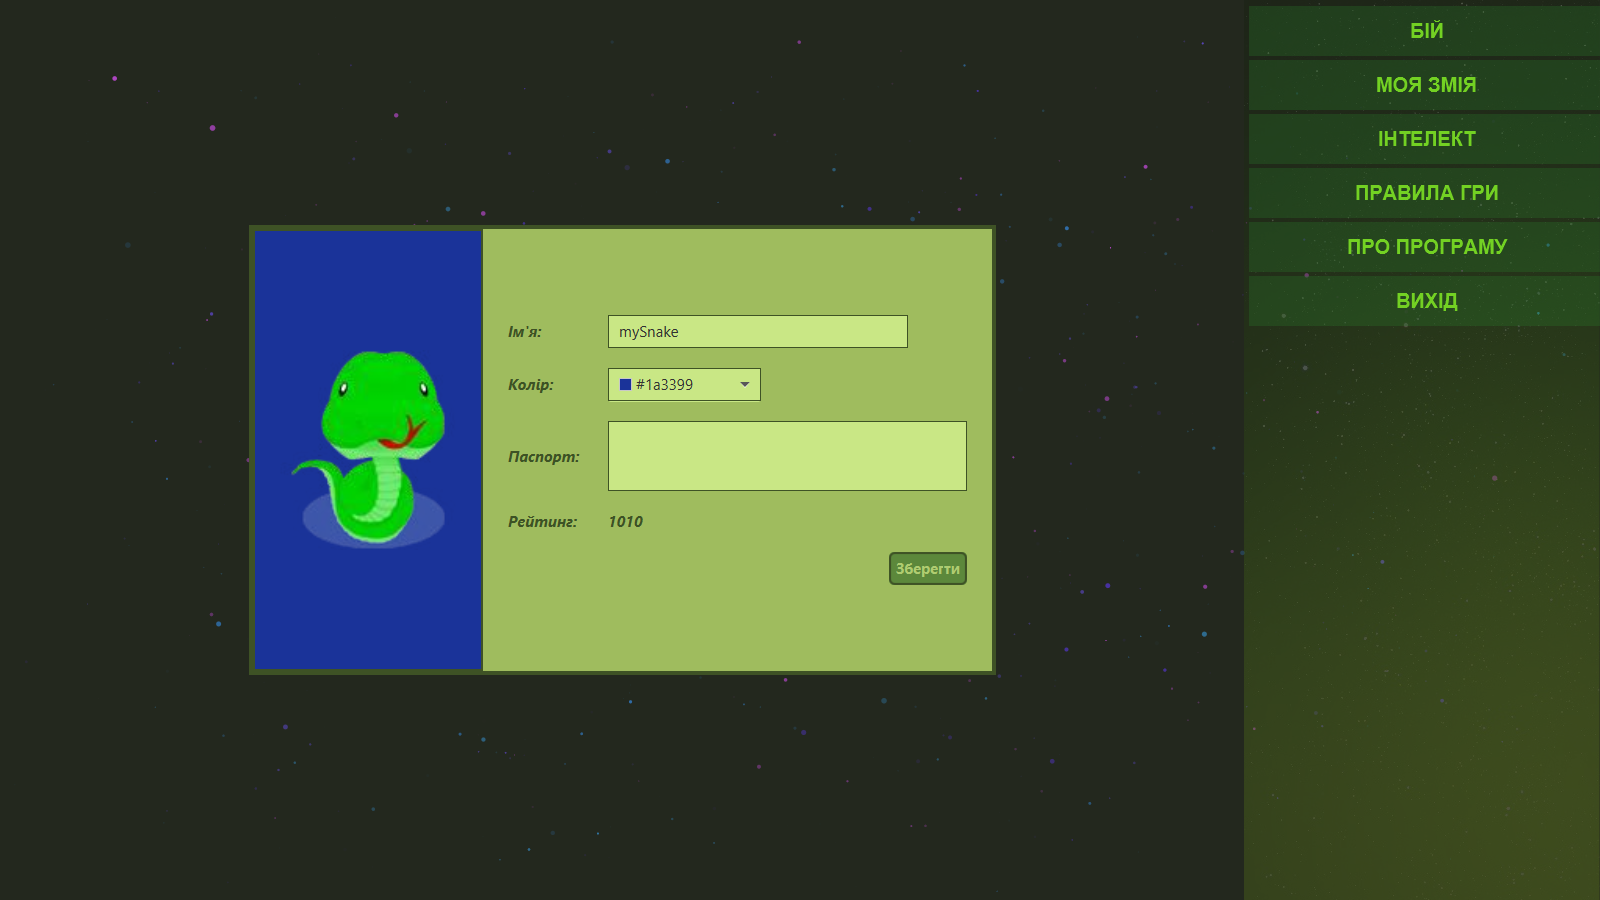 Ім'я:
mySnake
Колір:
#1a3399
Паспорт:
Рейтинг:
1010
Зберегти
БІЙ
МОЯ ЗМІЯ
ІНТЕЛЕКТ
ПРАВИЛА ГРИ
ПРО ПРОГРАМУ
ВИХІД